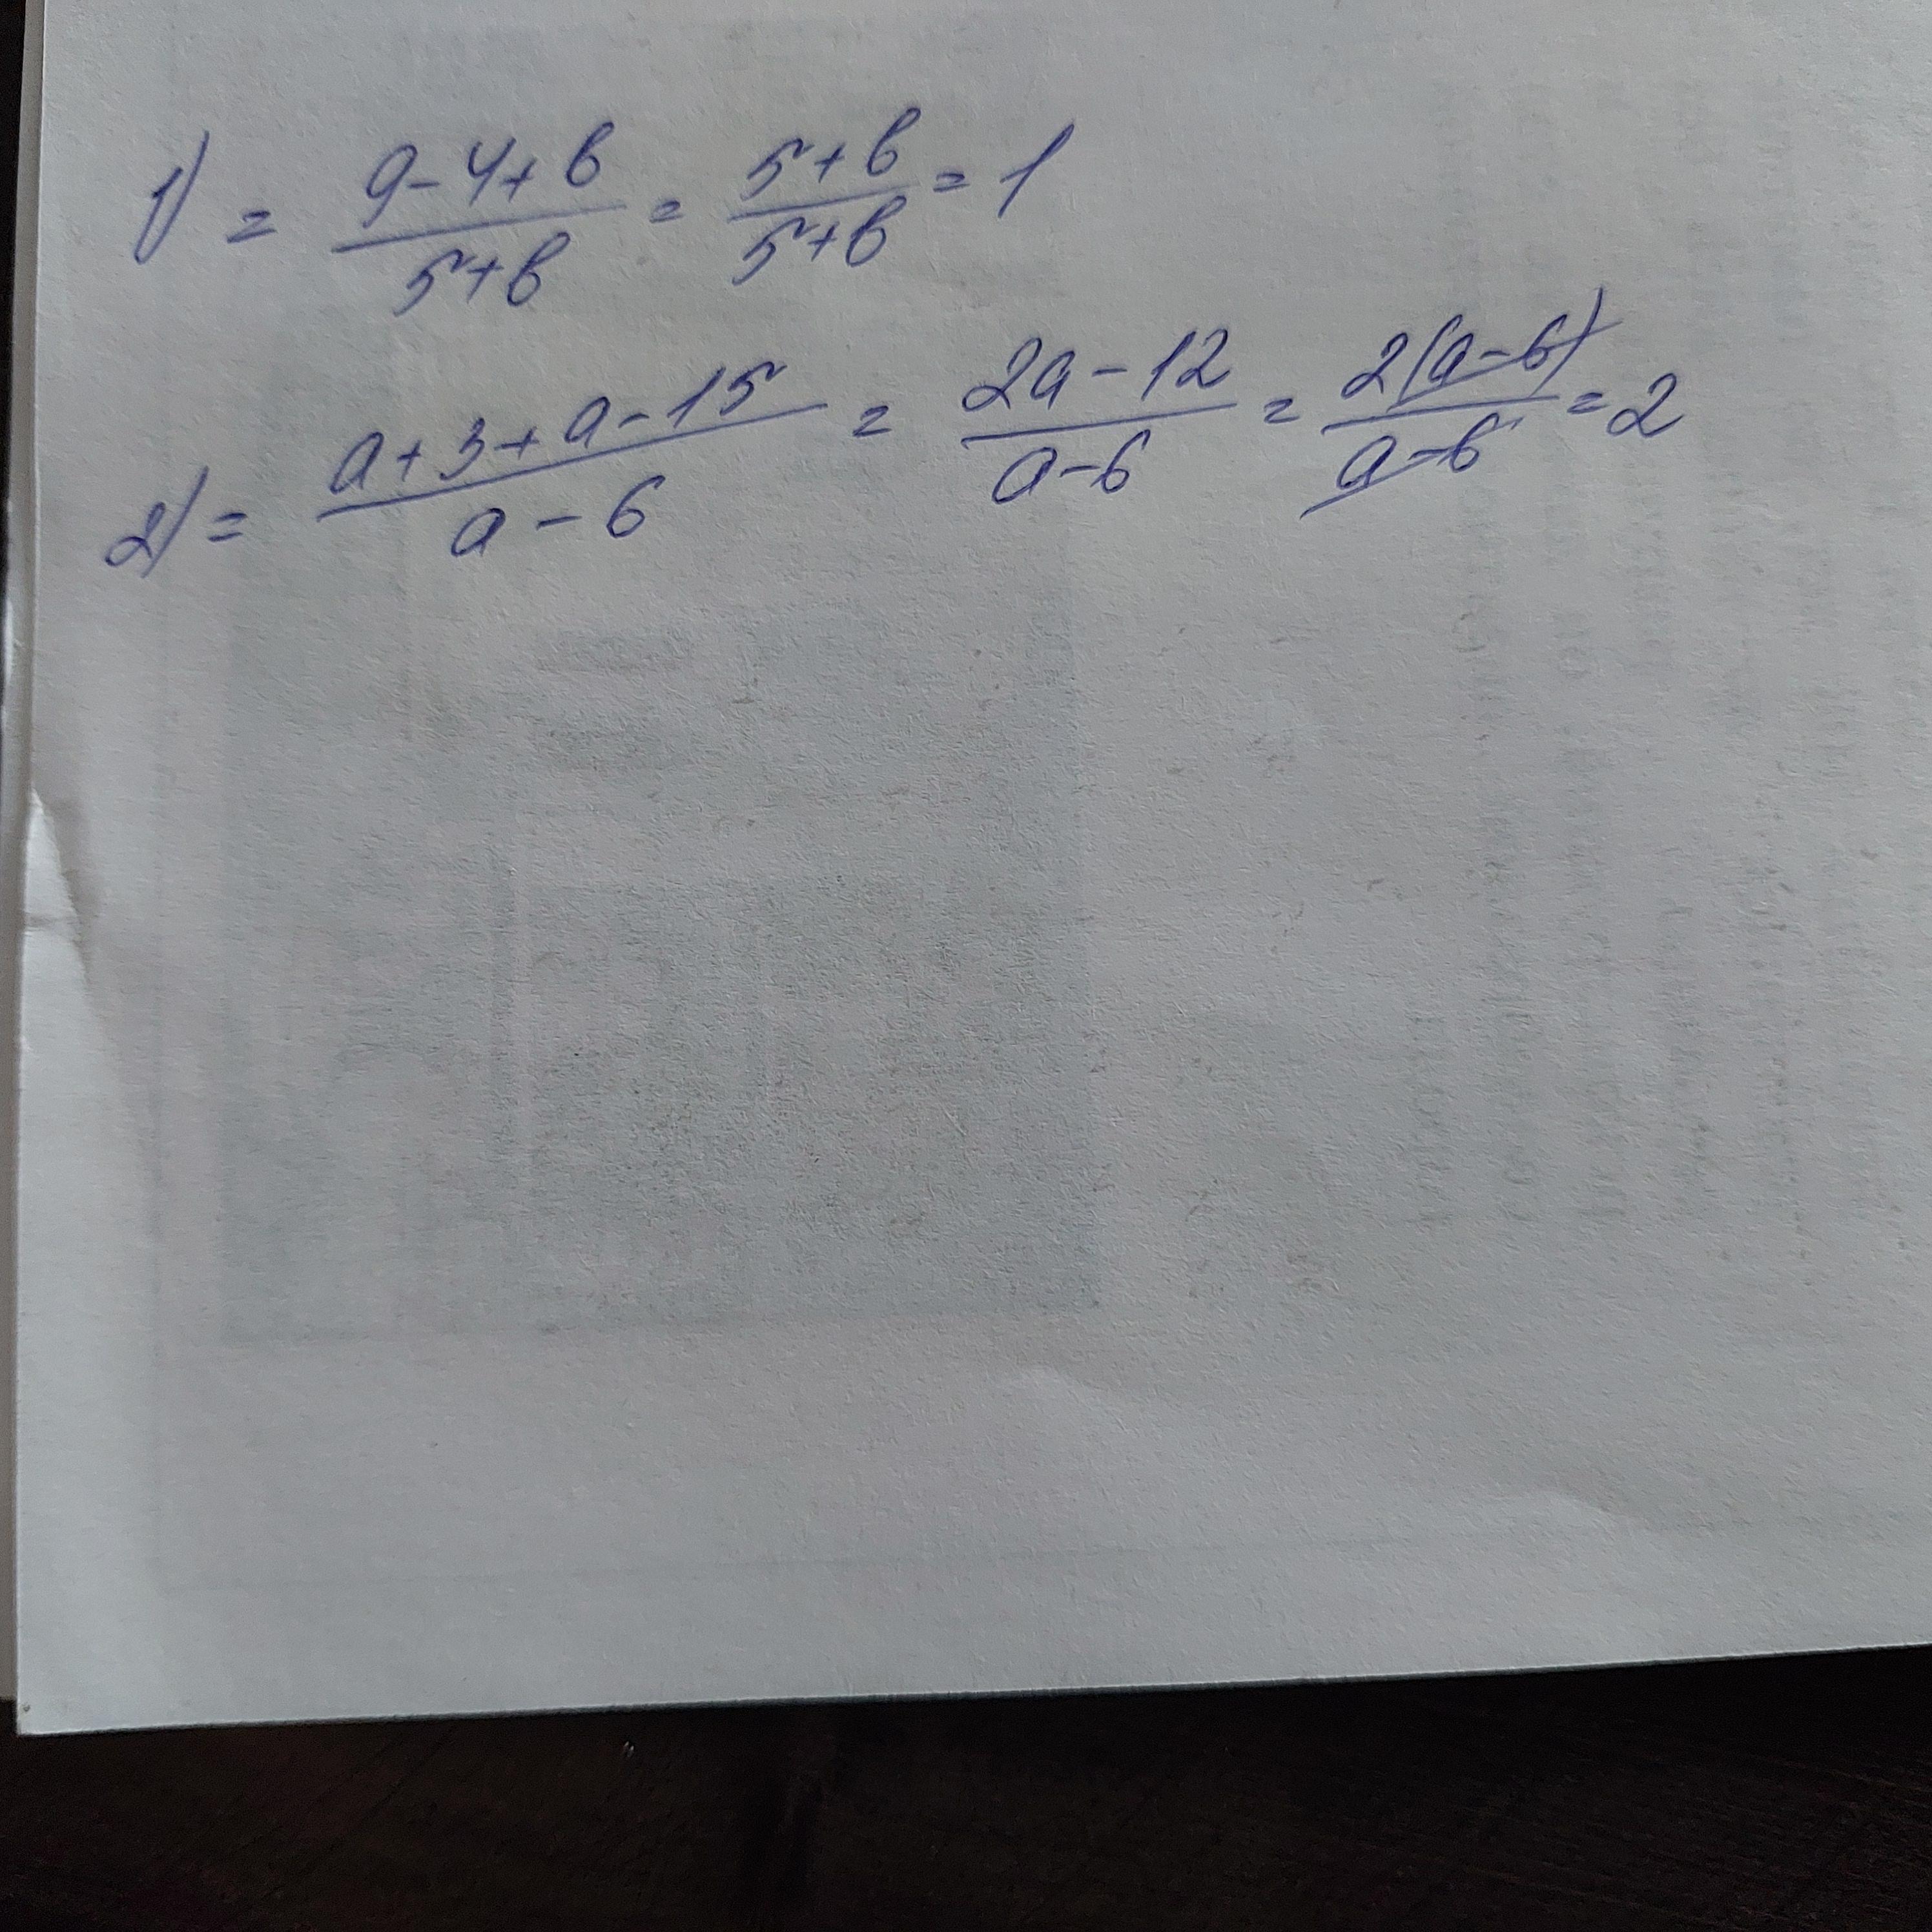 1) = (9-4+b)/(5+b) = (5+b)/(5+b) = 1
2) = (a+3+a-15)/(a-6) = (2a-12)/(a-6) = (2(a-6))/(a-6) = 2